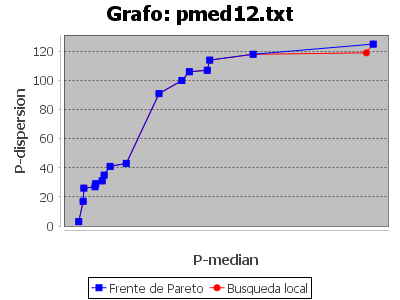 Grafo: pmed12.txt
120
100
80
60
40
20
0
P-dispersion
P-median
Frente de Pareto
Busqueda local